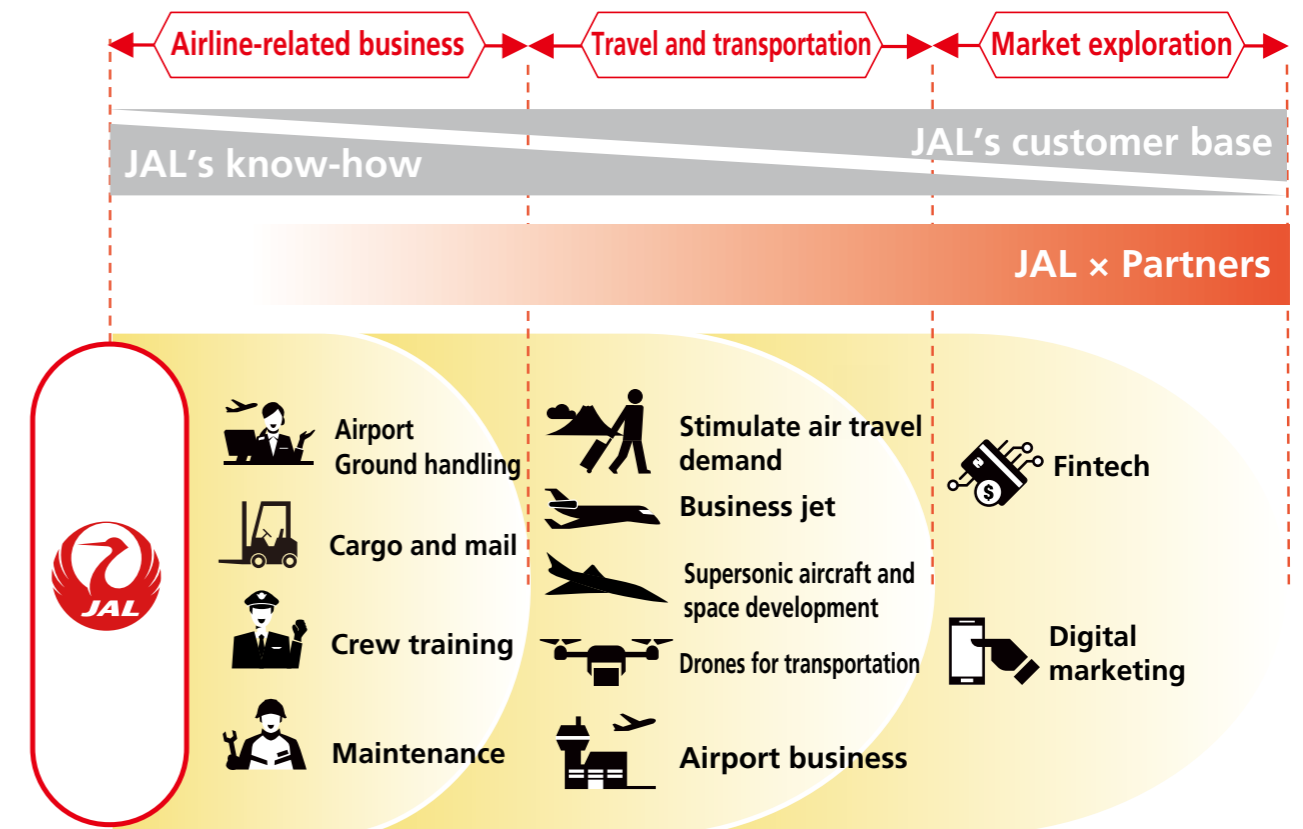 Airline-related business
Travel and transportation
Market exploration
JAL’s know-how
JAL’s customer base
JAL × Partners
JAL
Airport
Ground handling
Cargo and mail
Crew training
Maintenance
Stimulate air travel
demand
Business jet
Supersonic aircraft and
space development
Drones for transportation
Airport business
$
Fintech
Digital
marketing